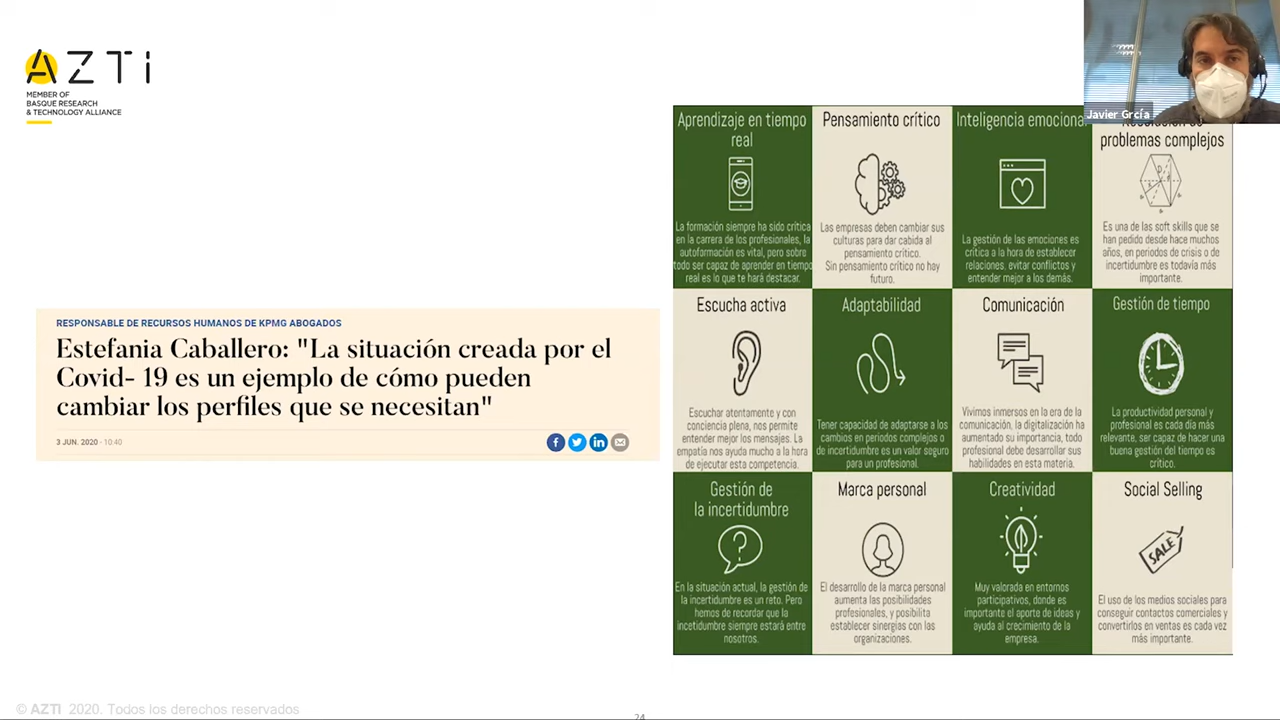 AZTi
MEMBER OF
BASQUE RESEARCH
& TECHNOLOGY ALLIANCE
Javier Grcía
RESPONSABLE DE RECURSOS HUMANOS DE KPMG ABOGADOS
Estefania Caballero: "La situación creada por el
Covid- 19 es un ejemplo de cómo pueden
cambiar los perfiles que se necesitan"
3 JUN. 2020 - 10:40
Aprendizaje en tiempo
real
La formación siempre ha sido crítica
en la carrera de los profesionales, la
autoformación es vital, pero sobre
todo ser capaz de aprender en tiempo
real es lo que te hará destacar.
Pensamiento crítico
Las empresas deben cambiar sus
culturas para dar cabida al
pensamiento crítico.
Sin pensamiento crítico no hay
futuro.
Inteligencia emocional
La gestión de las emociones es
crítica a la hora de establecer
relaciones, evitar conflictos y
entender mejor a los demás.
problemas complejos
Es una de las soft skills que se
han pedido desde hace muchos
años, en periodos de crisis o de
incertidumbre es todavía más
importante.
Escucha activa
Escuchar atentamente y con
conciencia plena, nos permite
entender mejor los mensajes. La
empatía nos ayuda mucho a la hora
de ejecutar esta competencia.
Adaptabilidad
Tener capacidad de adaptarse a los
cambios en periodos complejos o
de incertidumbre es un valor seguro
para un profesional.
Comunicación
Vivimos inmersos en la era de la
comunicación, la digitalización ha
aumentado su importancia, todo
profesional debe desarrollar sus
habilidades en esta materia.
Gestión de tiempo
La productividad personal y
profesional es cada día más
relevante, ser capaz de hacer una
buena gestión del tiempo es
crítico.
Gestión de
la incertidumbre
?
En la situación actual, la gestión de
la incertidumbre es un reto. Pero
hemos de recordar que la
incetidumbre siempre estará entre
nosotros.
Marca personal
El desarrollo de la marca personal
aumenta las posibilidades
profesionales, y posibilita
establecer sinergias con las
organizaciones.
Creatividad
Muy valorada en entornos
participativos, donde es
importante el aporte de ideas y
ayuda al crecimiento de la
empresa.
Social Selling
SALE
El uso de los medios sociales para
conseguir contactos comerciales y
convertirlos en ventas es cada vez
más importante.
© AZTI 2020. Todos los derechos reservados
24